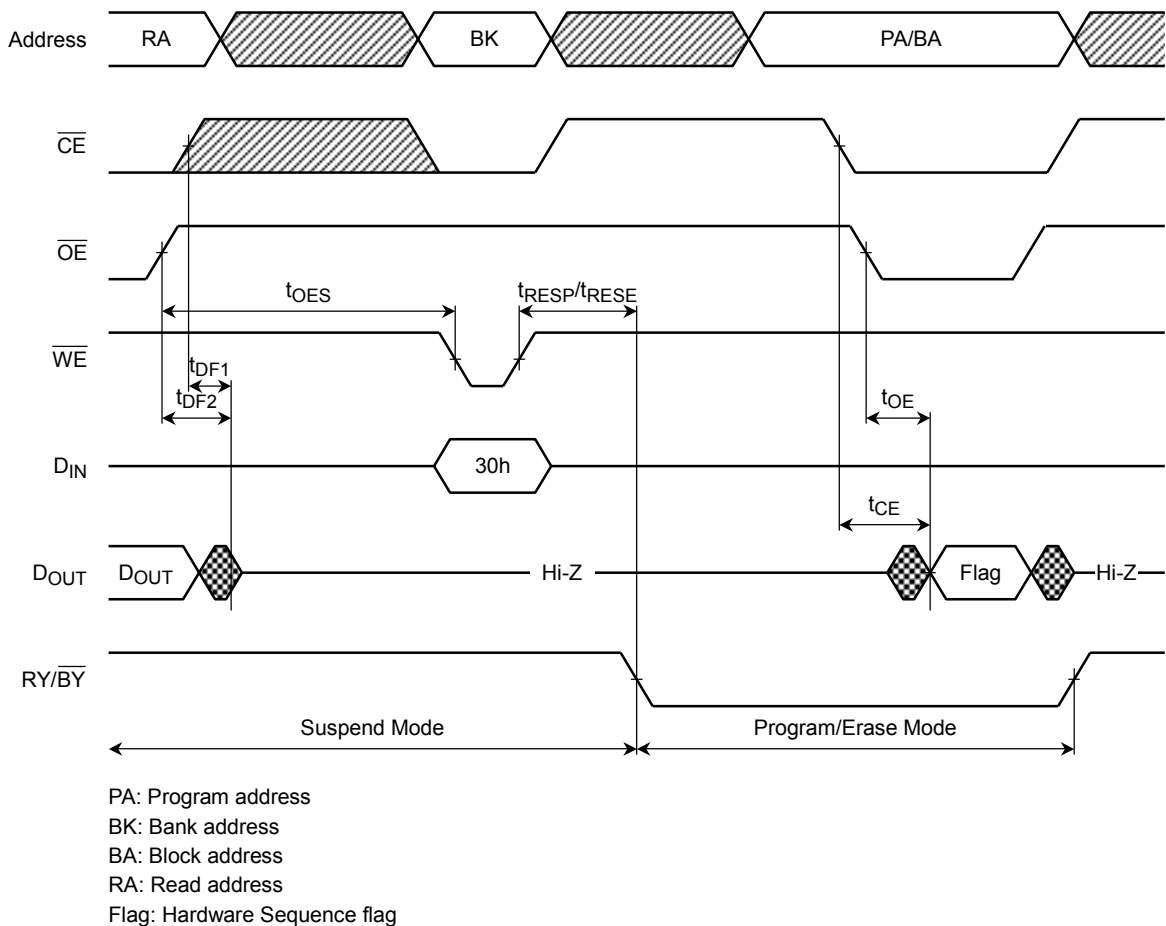 Address RA BK PA/BA
CE
OE
tOES tRESP/tRESE
WE
tDF1
tDF2 tOE
DIN 30h
tCE
DOUT DOUT Hi-Z Flag Hi-Z
RY/BY
Suspend Mode Program/Erase Mode
PA: Program address
BK: Bank address
BA: Block address
RA: Read address
Flag: Hardware Sequence flag